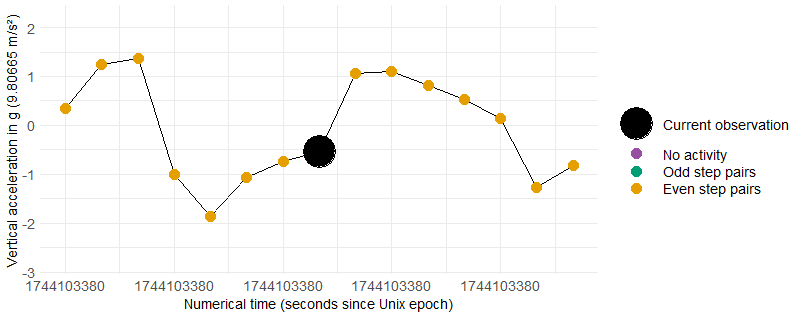 Vertical acceleration in g (9.80665 m/s²)
2
1
0
-1
-2
-3
1744103380 1744103380 1744103380 1744103380 1744103380
Numerical time (seconds since Unix epoch)
Current observation
No activity
Odd step pairs
Even step pairs